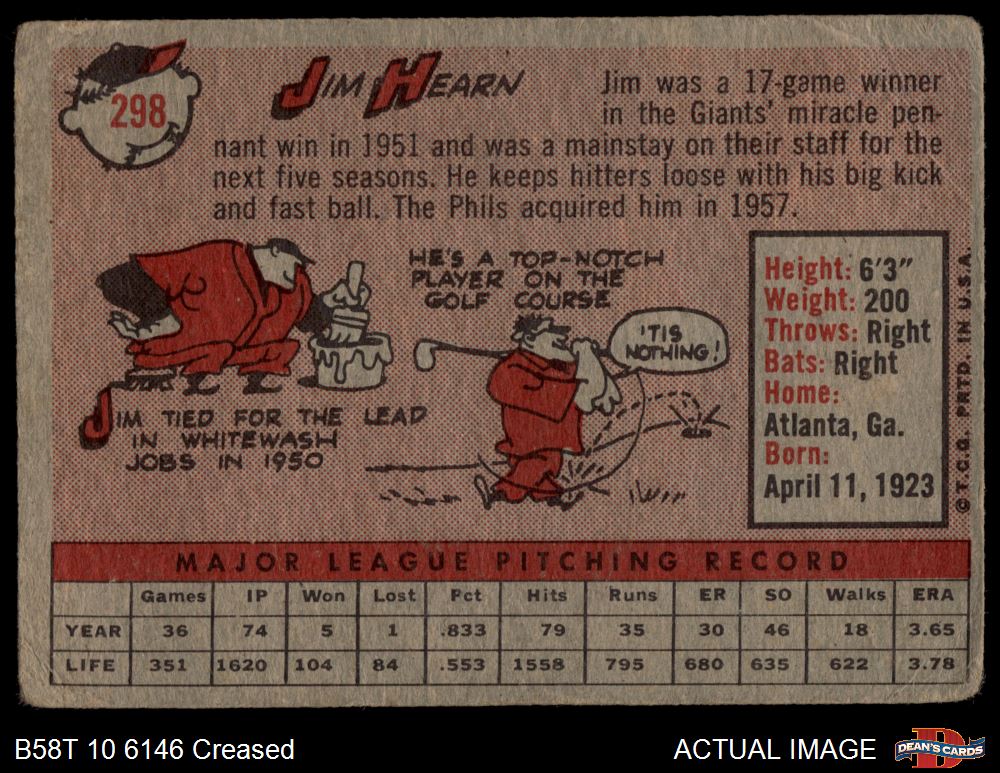 298
JIM HEARN
Jim was a 17-game winner
in the Giants' miracle pen-
nant win in 1951 and was a mainstay on their staff for the
next five seasons. He keeps hitters loose with his big kick
and fast ball. The Phils acquired him in 1957.
HE'S A TOP-NOTCH
PLAYER ON THE
GOLF COURSE
'TIS
NOTHING!
JIM TIED FOR THE LEAD
IN WHITEWASH
JOBS IN 1950
Height: 6'3"
Weight: 200
Throws: Right
Bats: Right
Home:
Atlanta, Ga.
Born:
April 11, 1923
© T.C.G. PRTD. IN U.S.A.
MAJOR LEAGUE PITCHING RECORD
Games IP Won Lost Pct Hits Runs ER SO Walks ERA
YEAR 36 74 5 1 .833 79 35 30 46 18 3.65
LIFE 351 1620 104 84 .553 1558 795 680 635 622 3.78
B58T 10 6146 Creased
ACTUAL IMAGE
DEAN'S CARDS